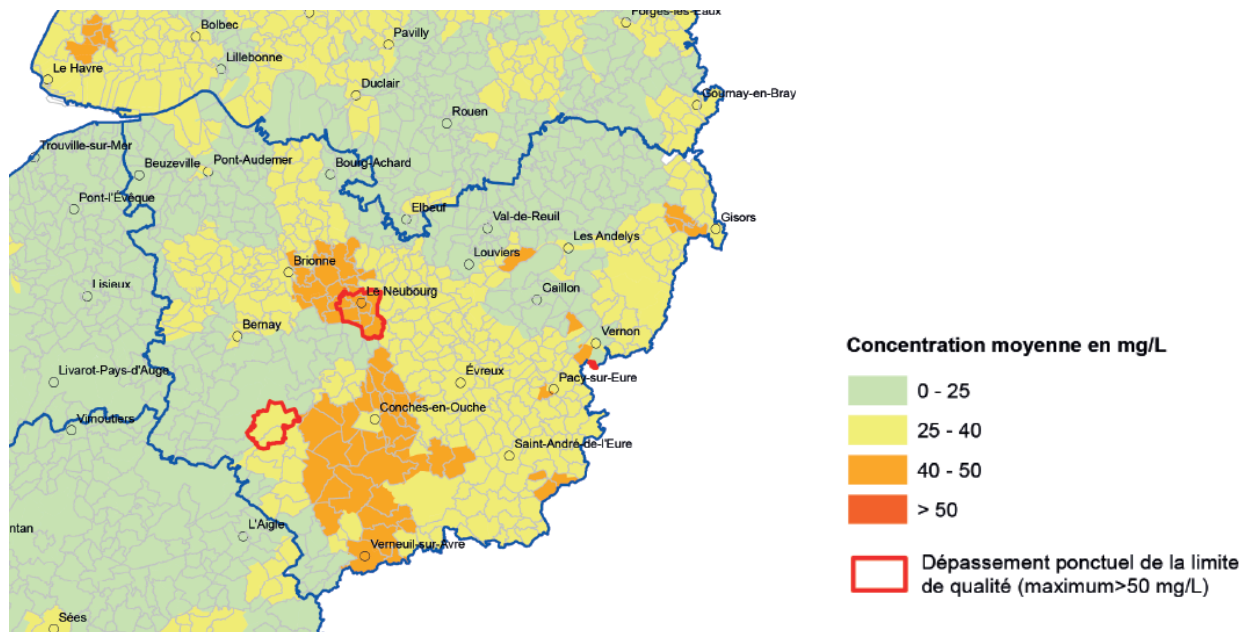 Forges-les-Eaux
Bolbec
Pavilly
Lillebonne
Le Havre
Duclair
Gournay-en-Bray
Rouen
Trouville-sur-Mer
Beuzeville
Pont-Audemer
Bourg-Achard
Pont-l'Évêque
Elbeuf
Val-de-Reuil
Gisors
Les Andelys
Louviers
Brionne
Lisieux
Le Neubourg
Gaillon
Bernay
Vernon
Livarot-Pays-d'Auge
Évreux
Pacy-sur-Eure
Vimoutiers
Conches-en-Ouche
Saint-André-de-l'Eure
ntan
L'Aigle
Verneuil-sur-Avre
Sées
Concentration moyenne en mg/L
0 - 25
25 - 40
40 - 50
> 50
Dépassement ponctuel de la limite
de qualité (maximum>50 mg/L)